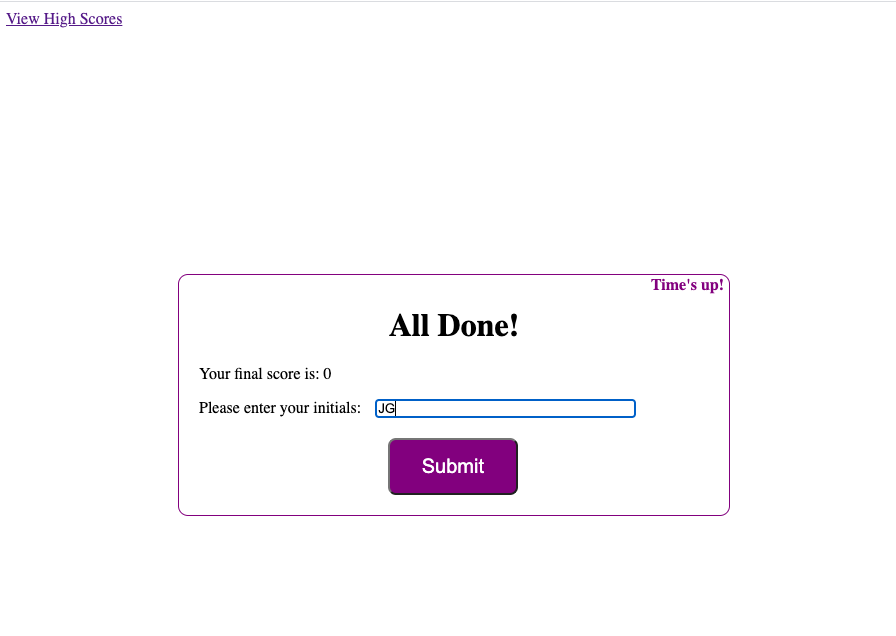 View High Scores
Time's up!
All Done!
Your final score is: 0
Please enter your initials: JG
Submit